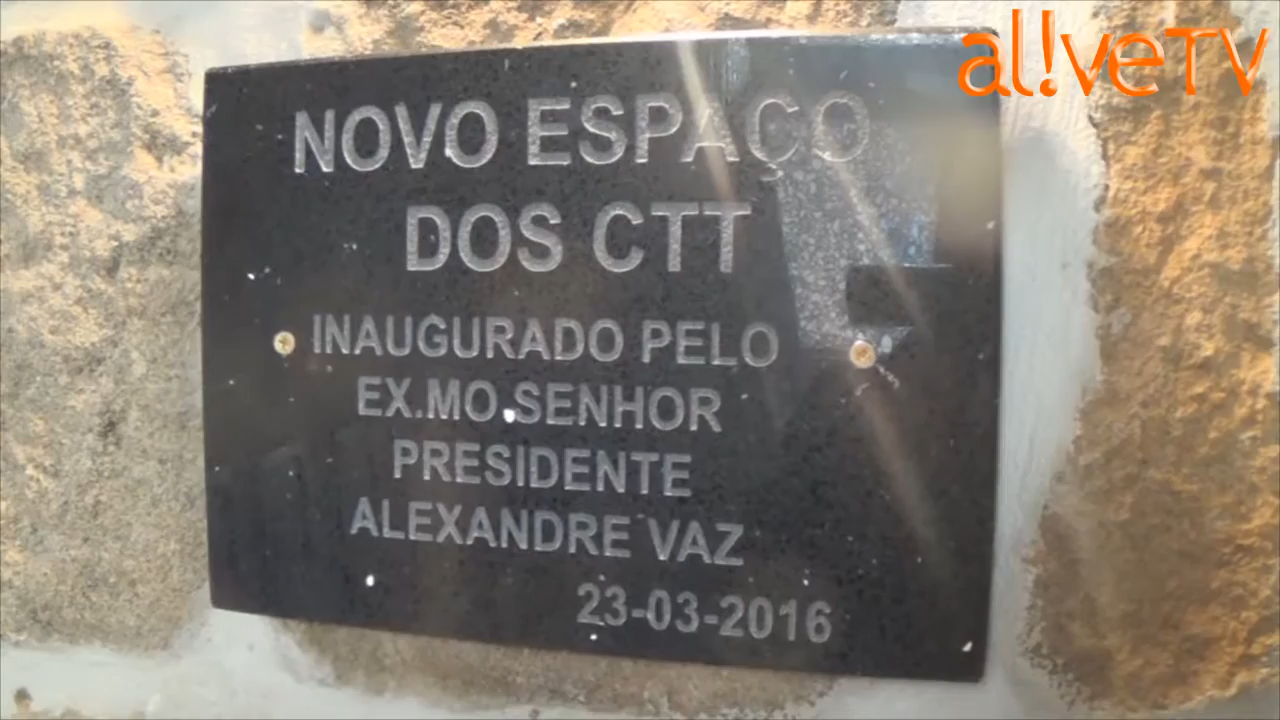 al!veTV
NOVO ESPAÇO
DOS CTT
INAUGURADO PELO
EX.MO SENHOR
PRESIDENTE
ALEXANDRE VAZ
23-03-2016